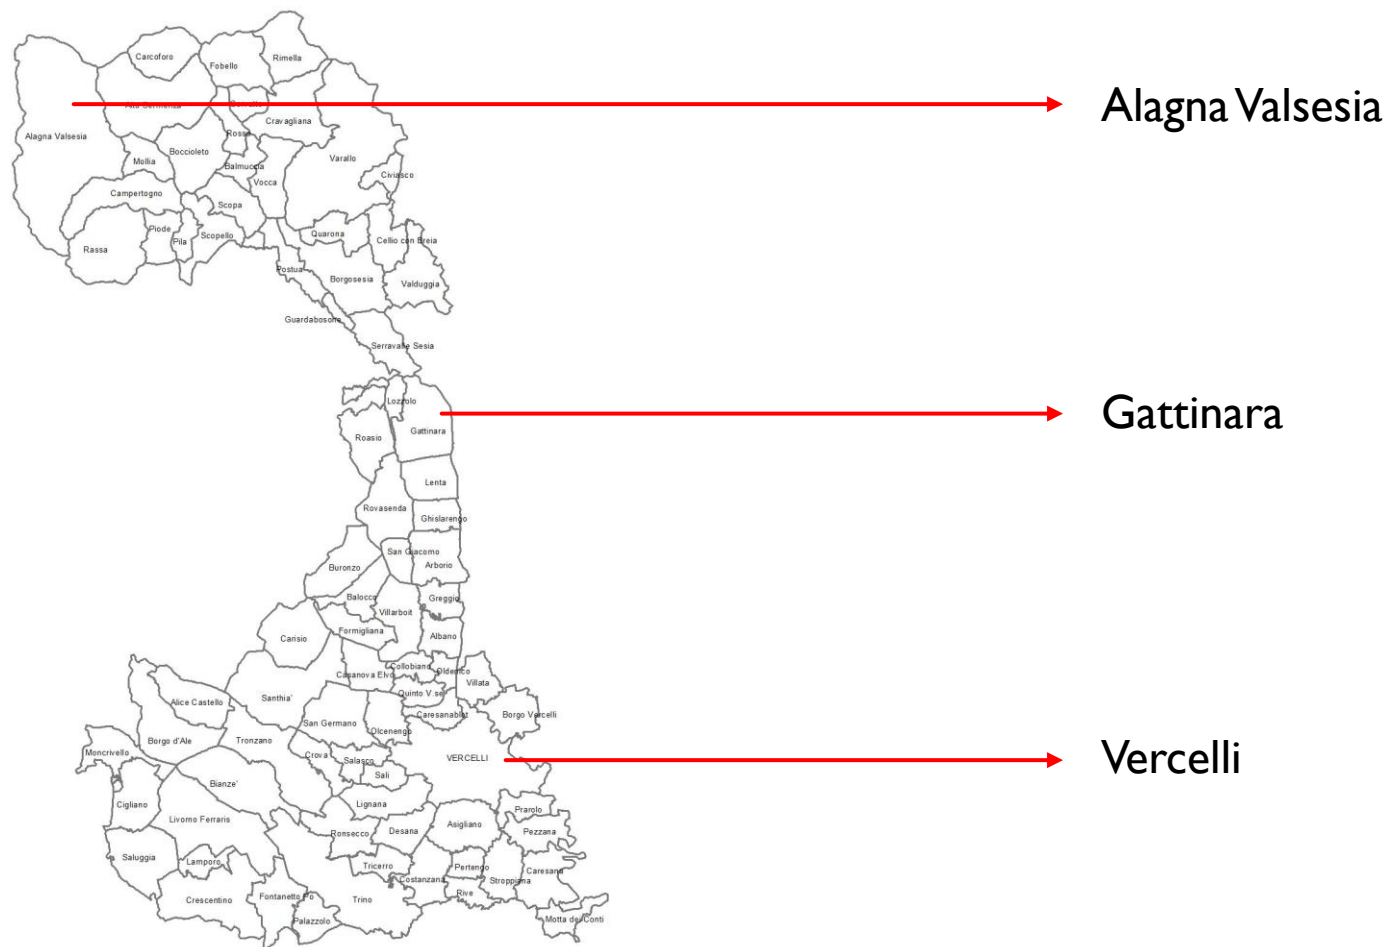 Carcoforo
Fobello
Rimella
Alto Sermenza
Cervatto
Alagna Valsesia
Cravagliana
Alagna Valsesia
Rossa
Mollia
Boccioleto
Balmuccia
Varallo
Vocca
Civiasco
Campertogno
Scopa
Rassa
Piode
Pila
Scopello
Quarona
Cellio con Breia
Postua
Borgosesia
Valduggia
Guardabosone
Serravalle Sesia
Lozzolo
Gattinara
Roasio
Gattinara
Lenta
Rovasenda
Ghislarengo
San Giacomo
Buronzo
Arborio
Balocco
Greggio
Villarboit
Carisio
Formigliana
Albano
Collobiano
Oldenico
Casanova Elvo
Villata
Santhia'
Quinto V.se
Alice Castello
San Germano
Caresanablot
Borgo Vercelli
Olcenengo
Borgo d'Ale
Tronzano
Moncrivello
Crova
Salasco
VERCELLI
Vercelli
Sali
Bianze'
Cigliano
Lignana
Livorno Ferraris
Ronsecco
Desana
Asigliano
Prarolo
Pezzana
Saluggia
Lamporo
Tricerro
Costanzana
Pertengo
Stroppiana
Caresana
Crescentino
Fontanetto Po
Trino
Rive
Palazzolo
Motta dei Conti